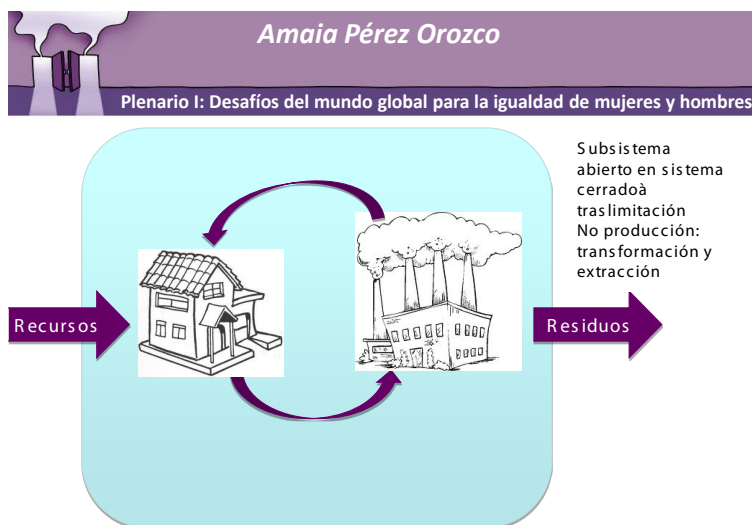 Amaia Pérez Orozco
Plenario I: Desafíos del mundo global para la igualdad de mujeres y hombres
Subsistema
abierto en sistema
cerradoà
traslimitación
No producción:
transformación y
extracción
Recursos
Residuos